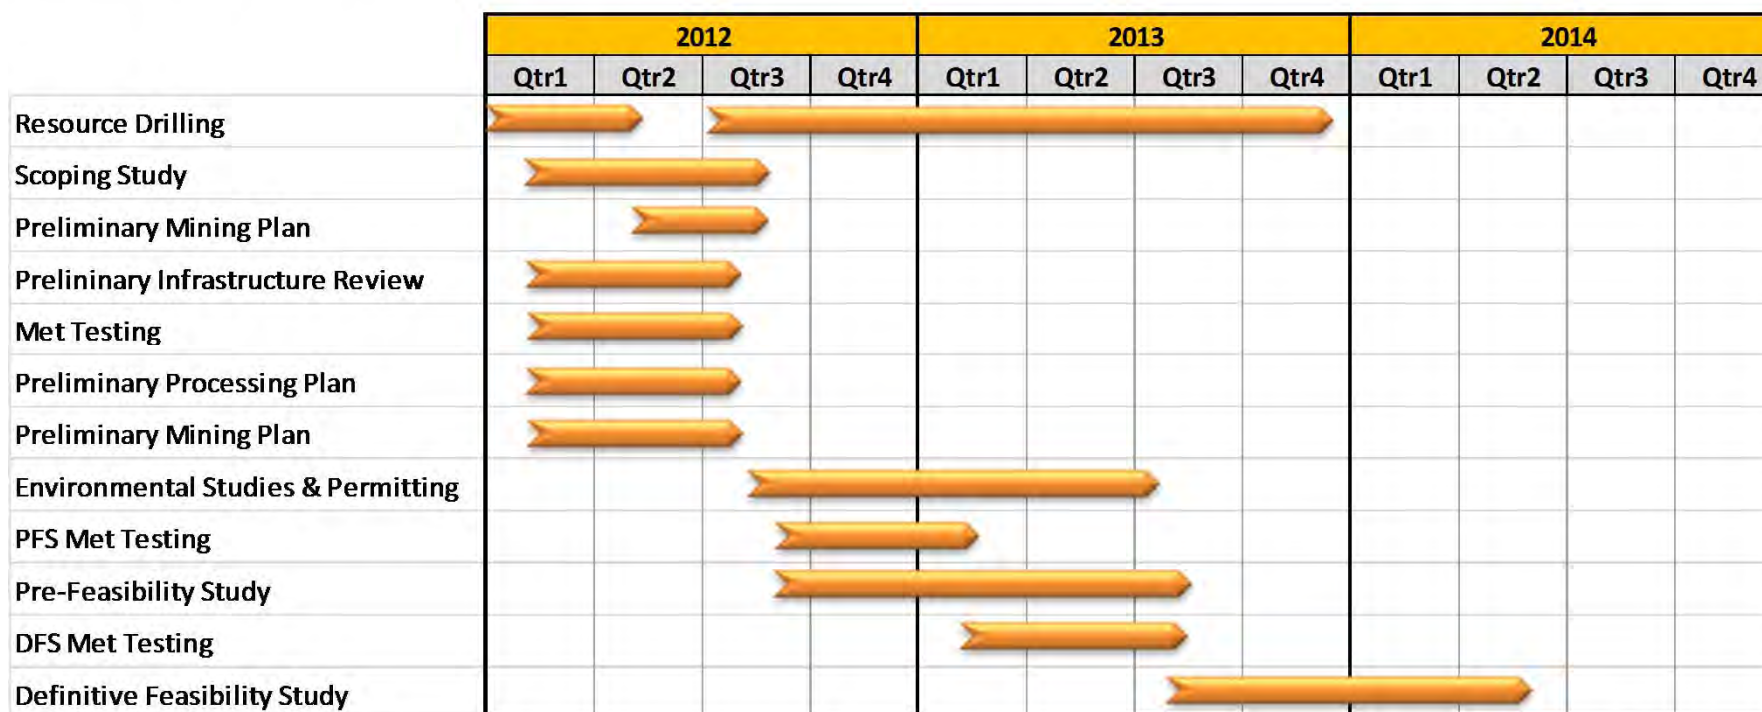 2012 2013 2014
Qtr1 Qtr2 Qtr3 Qtr4 Qtr1 Qtr2 Qtr3 Qtr4 Qtr1 Qtr2 Qtr3 Qtr4
Resource Drilling
Scoping Study
Preliminary Mining Plan
Prelininary Infrastructure Review
Met Testing
Preliminary Processing Plan
Preliminary Mining Plan
Environmental Studies & Permitting
PFS Met Testing
Pre-Feasibility Study
DFS Met Testing
Definitive Feasibility Study